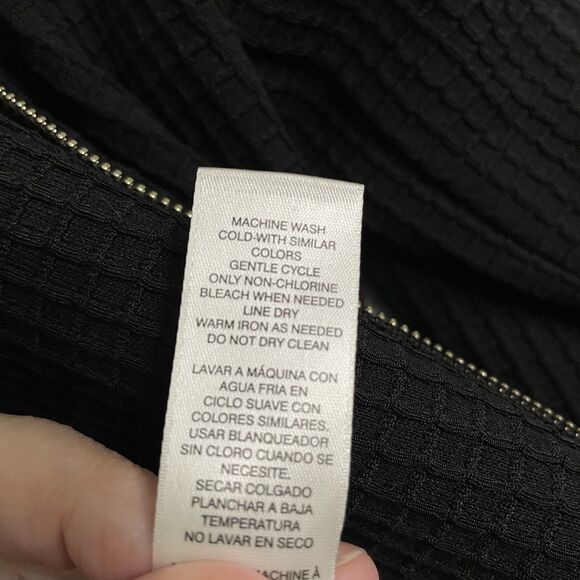 MACHINE WASH
COLD-WITH SIMILAR
COLORS
GENTLE CYCLE
ONLY NON-CHLORINE
BLEACH WHEN NEEDED
LINE DRY
WARM IRON AS NEEDED
DO NOT DRY CLEAN
LAVAR A MÁQUINA CON
AGUA FRIA EN
CICLO SUAVE CON
COLORES SIMILARES.
USAR BLANQUEADOR
SIN CLORO CUANDO SE
NECESITE.
SECAR COLGADO
PLANCHAR A BAJA
TEMPERATURA
NO LAVAR EN SECO
MACHINE À